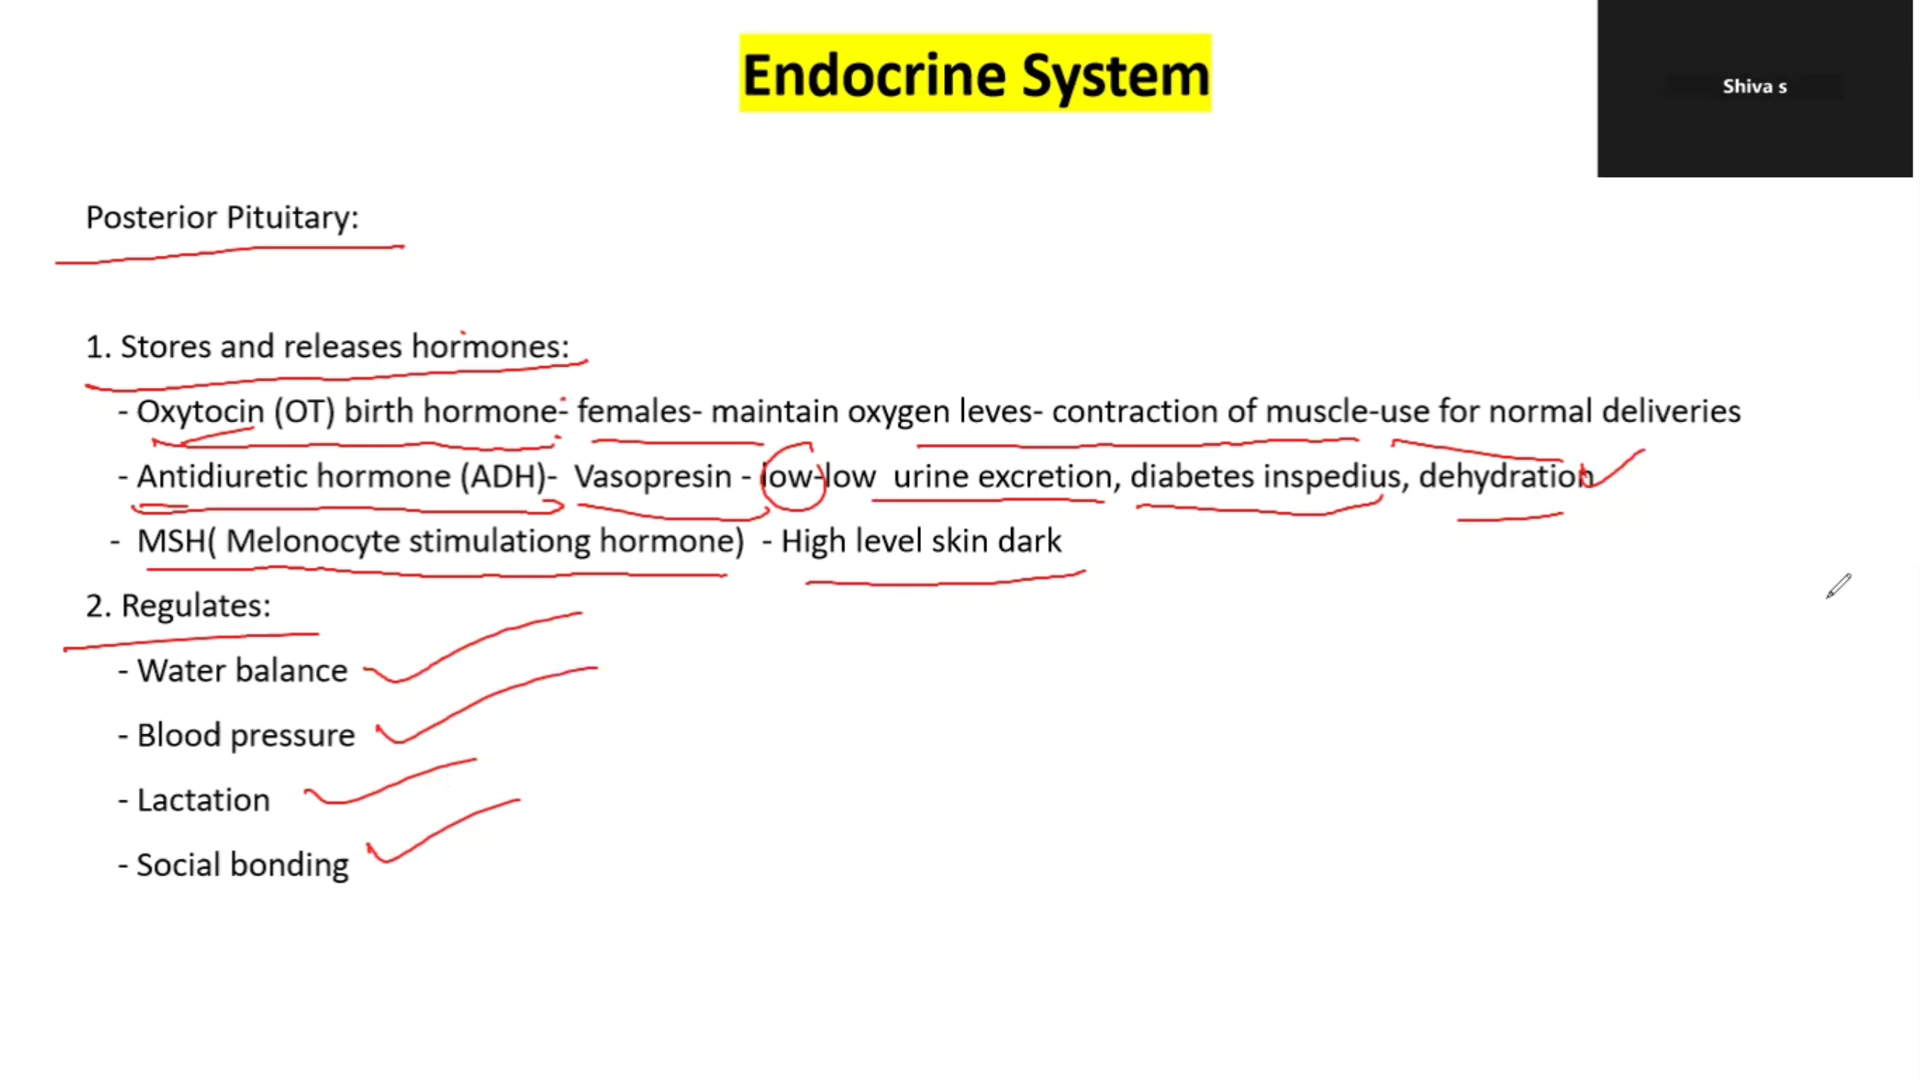 Endocrine System
Shiva s
Posterior Pituitary:
1. Stores and releases hormones:
- Oxytocin (OT) birth hormone- females- maintain oxygen leves- contraction of muscle-use for normal deliveries
- Antidiuretic hormone (ADH)- Vasopresin - low-low urine excretion, diabetes inspedius, dehydration
- MSH( Melonocyte stimulationg hormone) - High level skin dark
2. Regulates:
- Water balance
- Blood pressure
- Lactation
- Social bonding